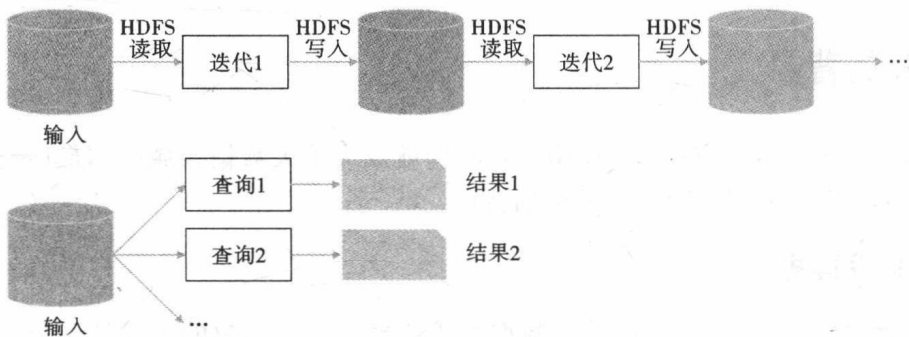 HDFS 读取
迭代1
HDFS 写入
HDFS 读取
迭代2
HDFS 写入
...
输入
查询1
结果1
查询2
结果2
...
输入